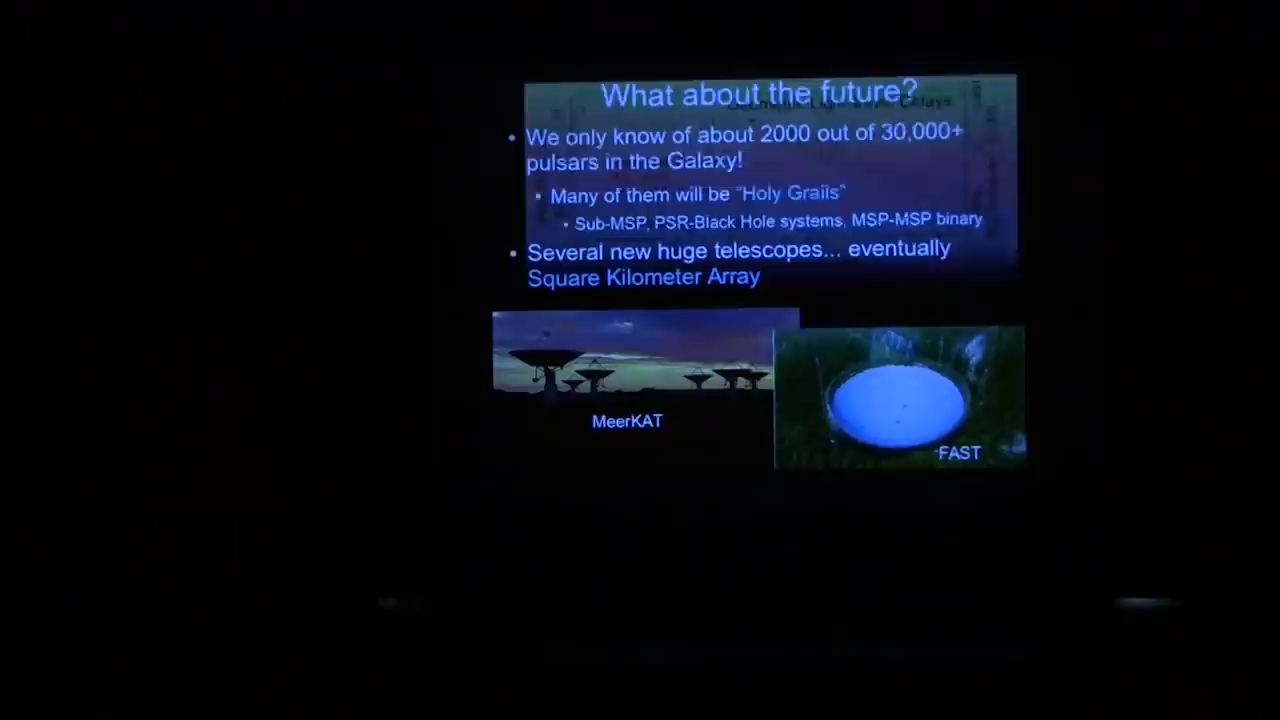 What about the future?
• We only know of about 2000 out of 30,000+
pulsars in the Galaxy!
• Many of them will be "Holy Grails"
• Sub-MSP, PSR-Black Hole systems, MSP-MSP binary
• Several new huge telescopes... eventually
Square Kilometer Array
MeerKAT
FAST